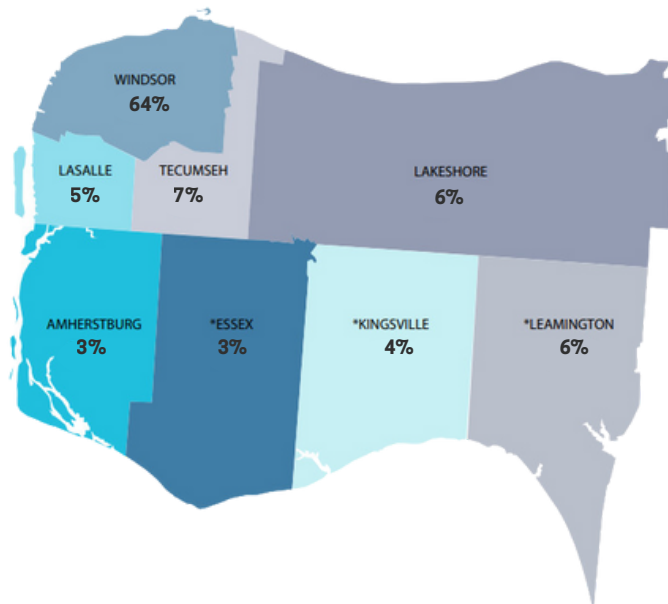 WINDSOR
64%
LASALLE
5%
TECUMSEH
7%
LAKESHORE
6%
AMHERSTBURG
3%
*ESSEX
3%
*KINGSVILLE
4%
*LEAMINGTON
6%